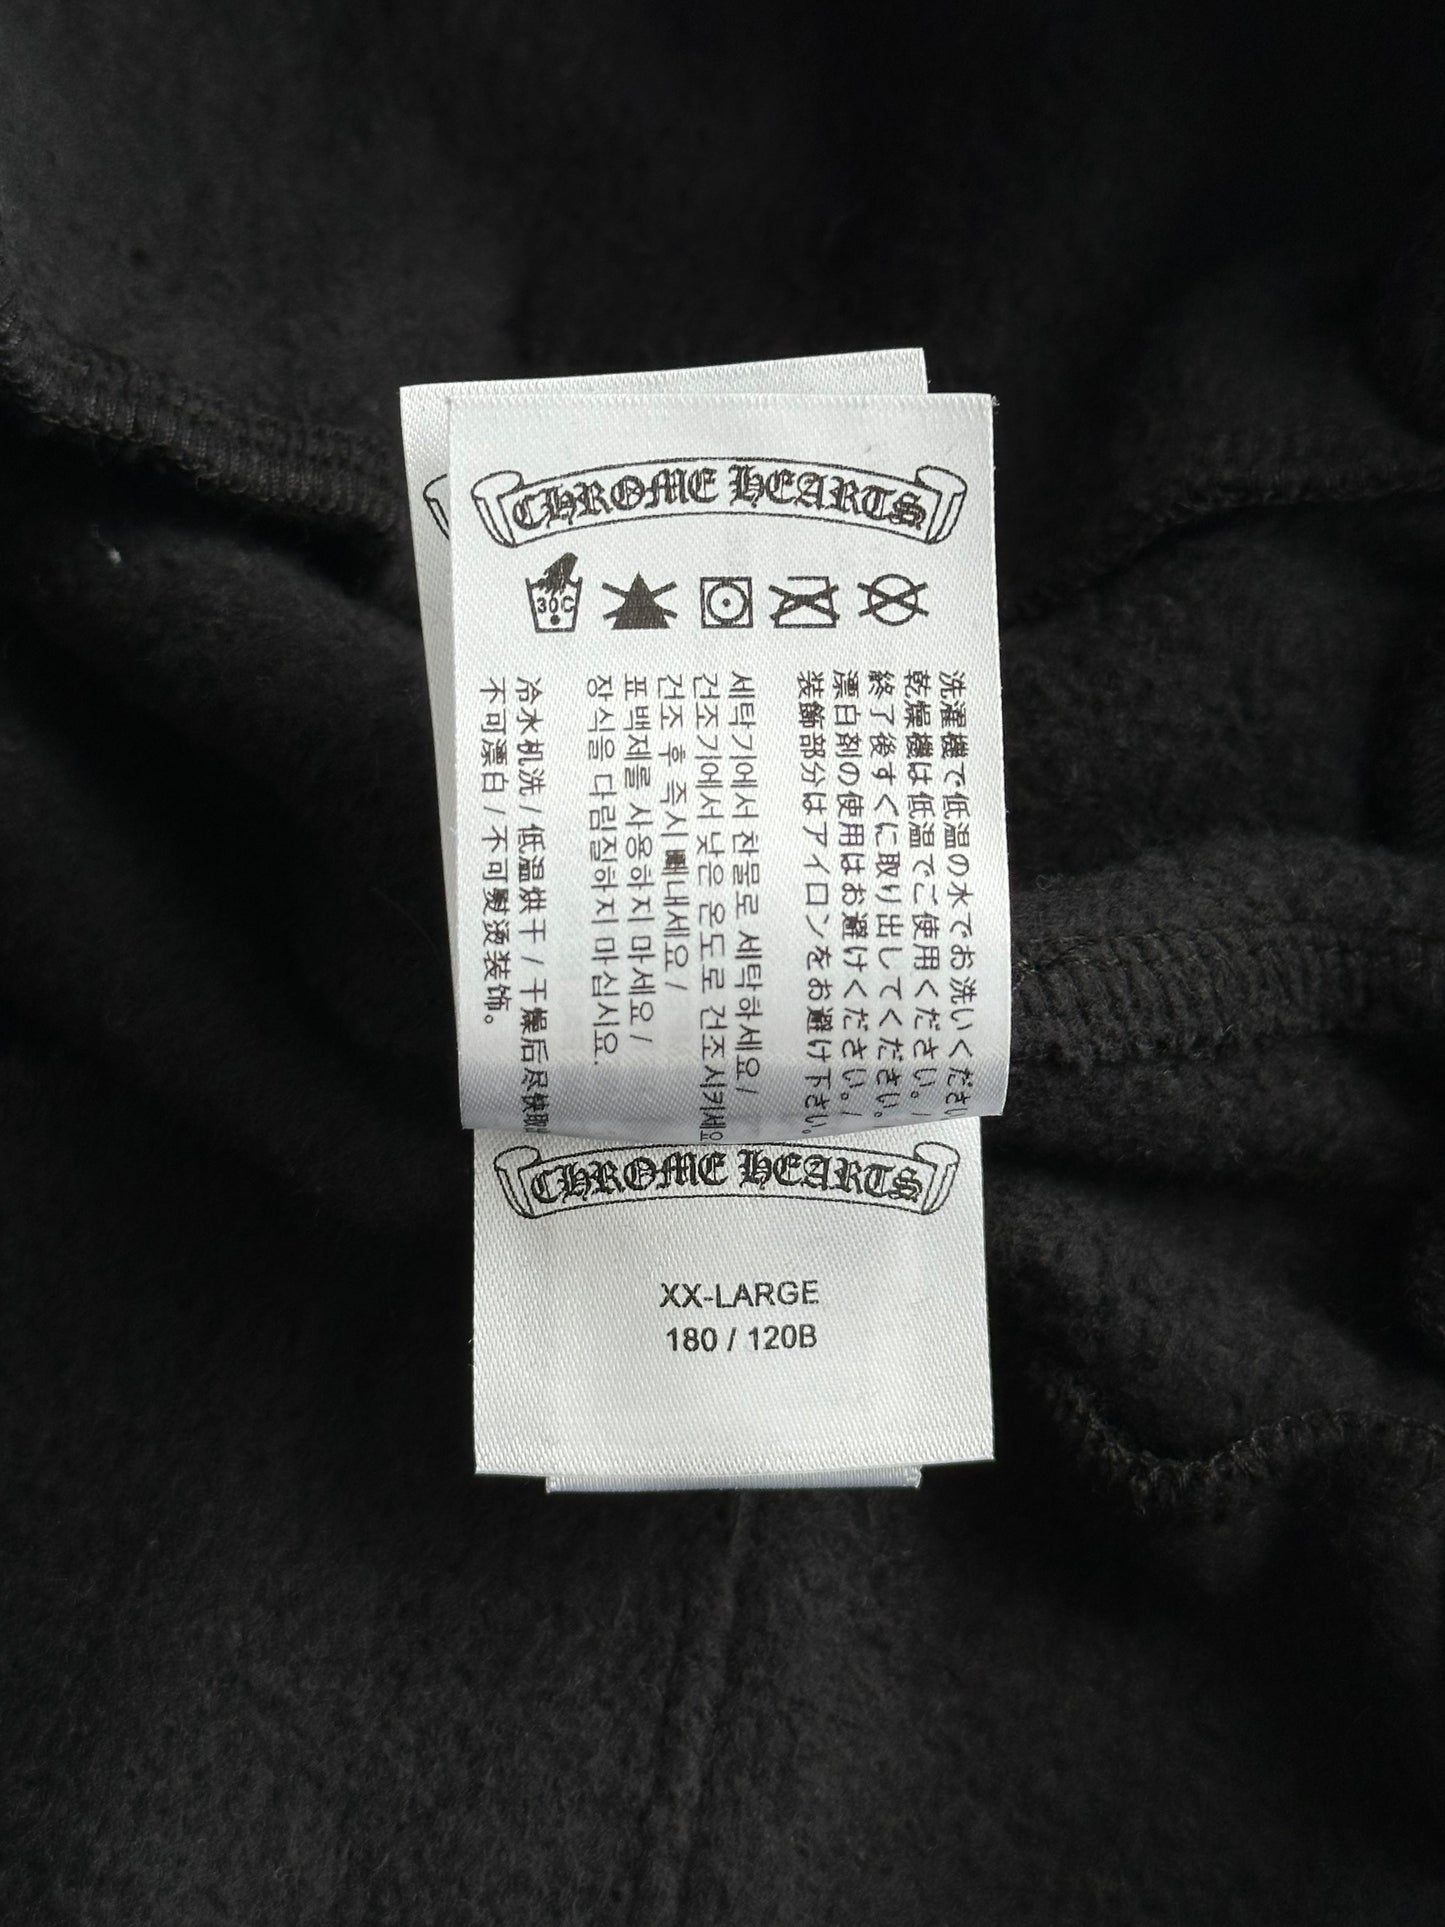 CHROME HEARTS
30C
洗濯機で低温の水でお洗いください
乾燥機は低温でご使用ください。/
終了後すぐに取り出してください。
漂白剤の使用はお避けください。/
装飾部分はアイロンをお避け下さい。
세탁기에서 찬물로 세탁하세요 /
건조기에서 낮은 온도로 건조시키세요
건조 후 즉시 빼내세요 /
표백제를 사용하지 마세요 /
장식을 다림질하지 마십시요.
冷水机洗 / 低温烘干 / 干燥后尽快取
不可漂白 / 不可熨烫装饰。
CHROME HEARTS
XX-LARGE
180 / 120B